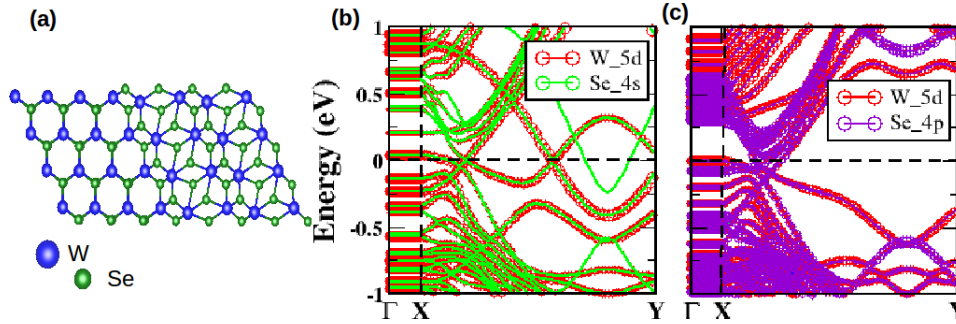 (a)
W
Se
(b)
Energy (eV)
1
0.5
0
-0.5
-1
W_5d
Se_4s
Γ X Y
(c)
W_5d
Se_4p
Γ X Y